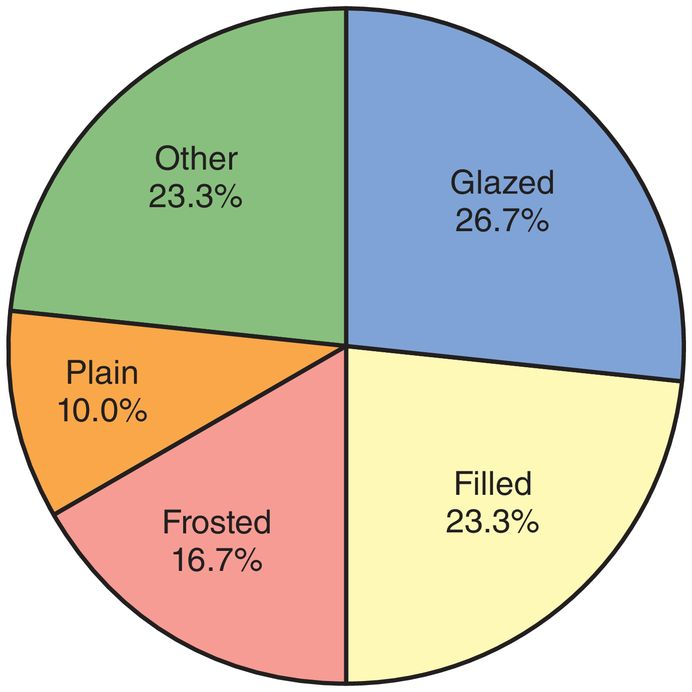 Other
23.3%
Glazed
26.7%
Plain
10.0%
Filled
23.3%
Frosted
16.7%